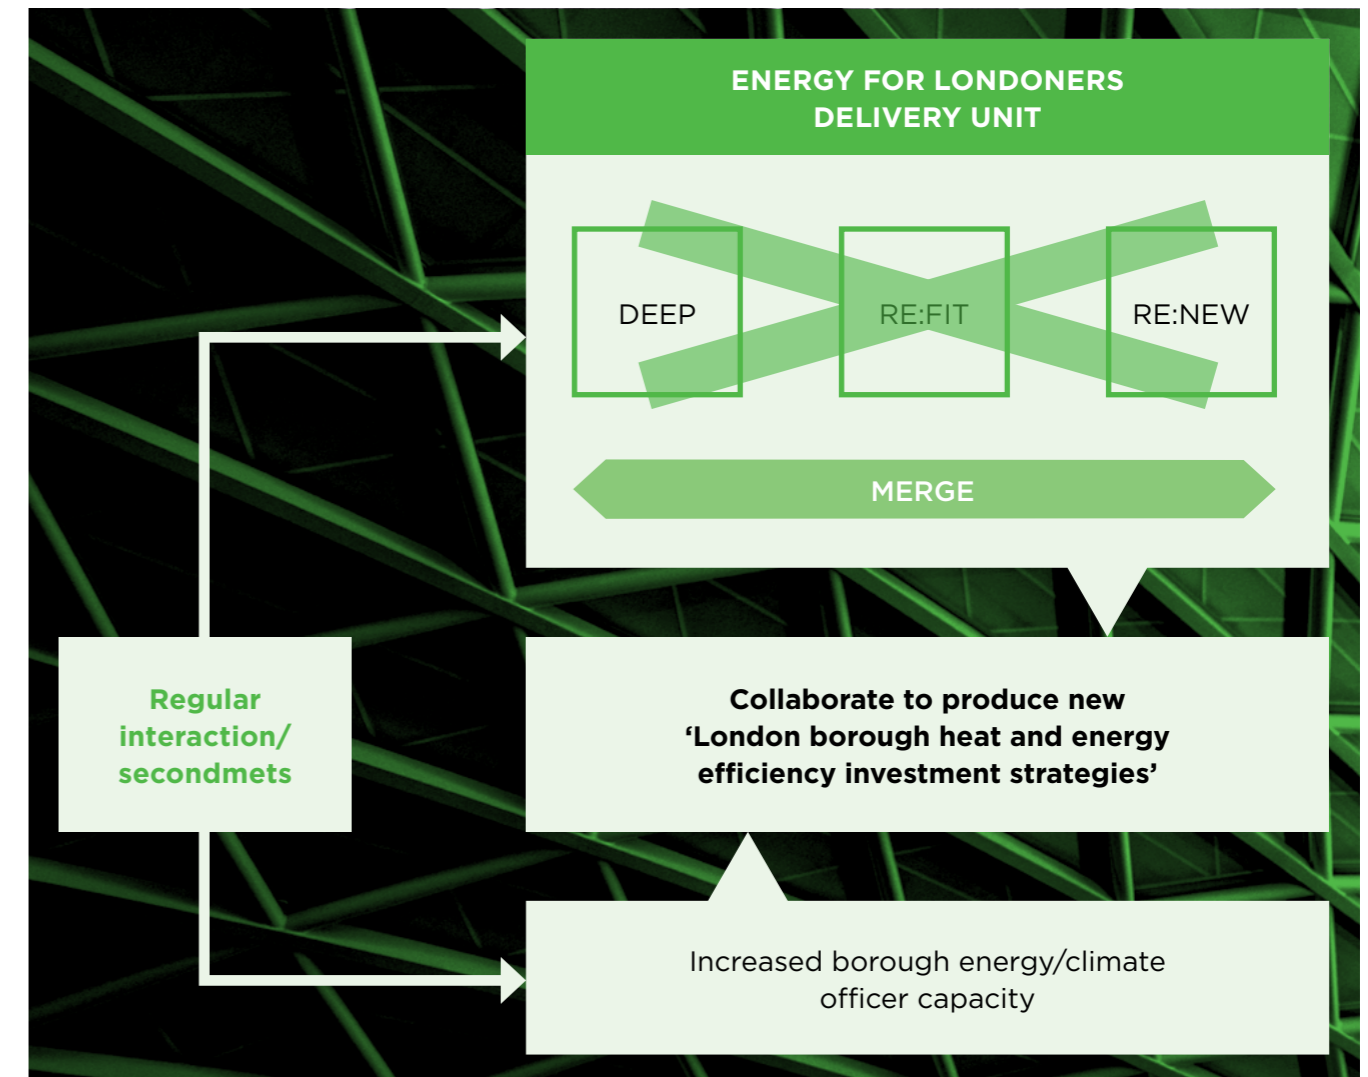 ENERGY FOR LONDONERS
DELIVERY UNIT
DEEP
RE:FIT
RE:NEW
MERGE
Regular
interaction/
secondmets
Collaborate to produce new
‘London borough heat and energy
efficiency investment strategies’
Increased borough energy/climate
officer capacity